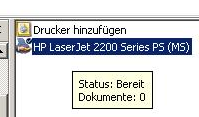 Drucker hinzufügen
HP LaserJet 2200 Series PS (MS)
Status: Bereit
Dokumente: 0